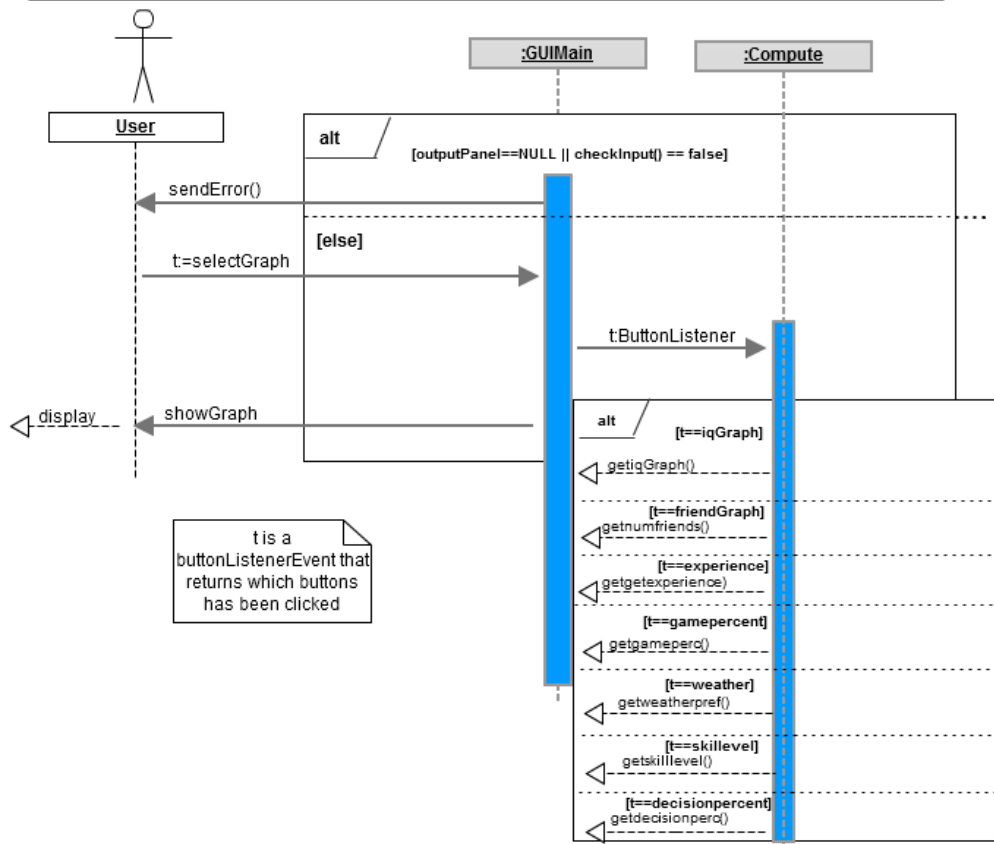 :GUIMain
:Compute
User
alt
[outputPanel==NULL || checkInput() == false]
sendError()
[else]
t:=selectGraph
t:ButtonListener
display
showGraph
alt
[t==iqGraph]
getiqGraph()
[t==friendGraph]
getnumfriends()
t is a
buttonListenerEvent that
returns which buttons
has been clicked
[t==experience]
getgetexperience)
[t==gamepercent]
getgameperc()
[t==weather]
getweatherpref()
[t==skillevel]
getskilllevel()
[t==decisionpercent]
getdecisionperc()